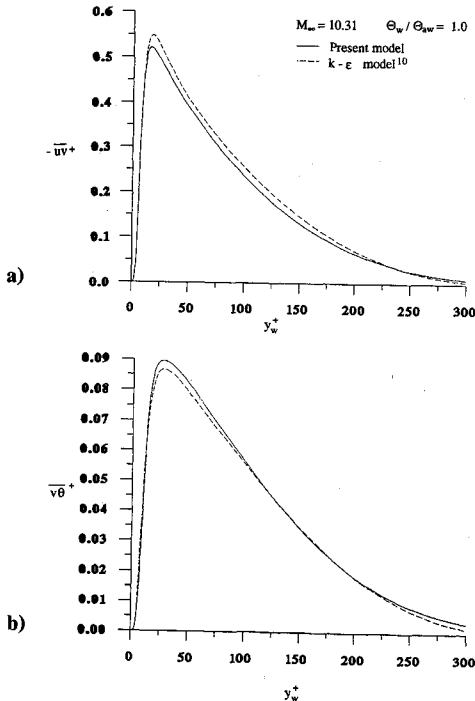 M∞ = 10.31 Θw / Θaw = 1.0
Present model
k - ε model¹⁰
0.6
0.5
0.4
0.3
0.2
0.1
0.0
- u̅v̅⁺
a)
0 50 100 150 200 250 300
yw⁺
0.09
0.08
0.07
0.06
0.05
0.04
0.03
0.02
0.01
0.00
v̅θ̅⁺
b)
0 50 100 150 200 250 300
yw⁺